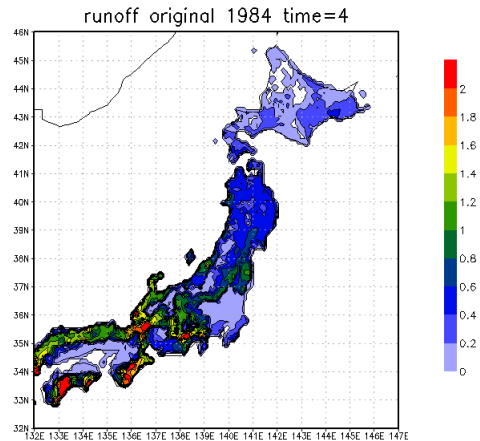 runoff original 1984 time=4
46N
45N
44N
43N
42N
41N
40N
39N
38N
37N
36N
35N
34N
33N
32N
132E 133E 134E 135E 136E 137E 138E 139E 140E 141E 142E 143E 144E 145E 146E 147E
2
1.8
1.6
1.4
1.2
1
0.8
0.6
0.4
0.2
0